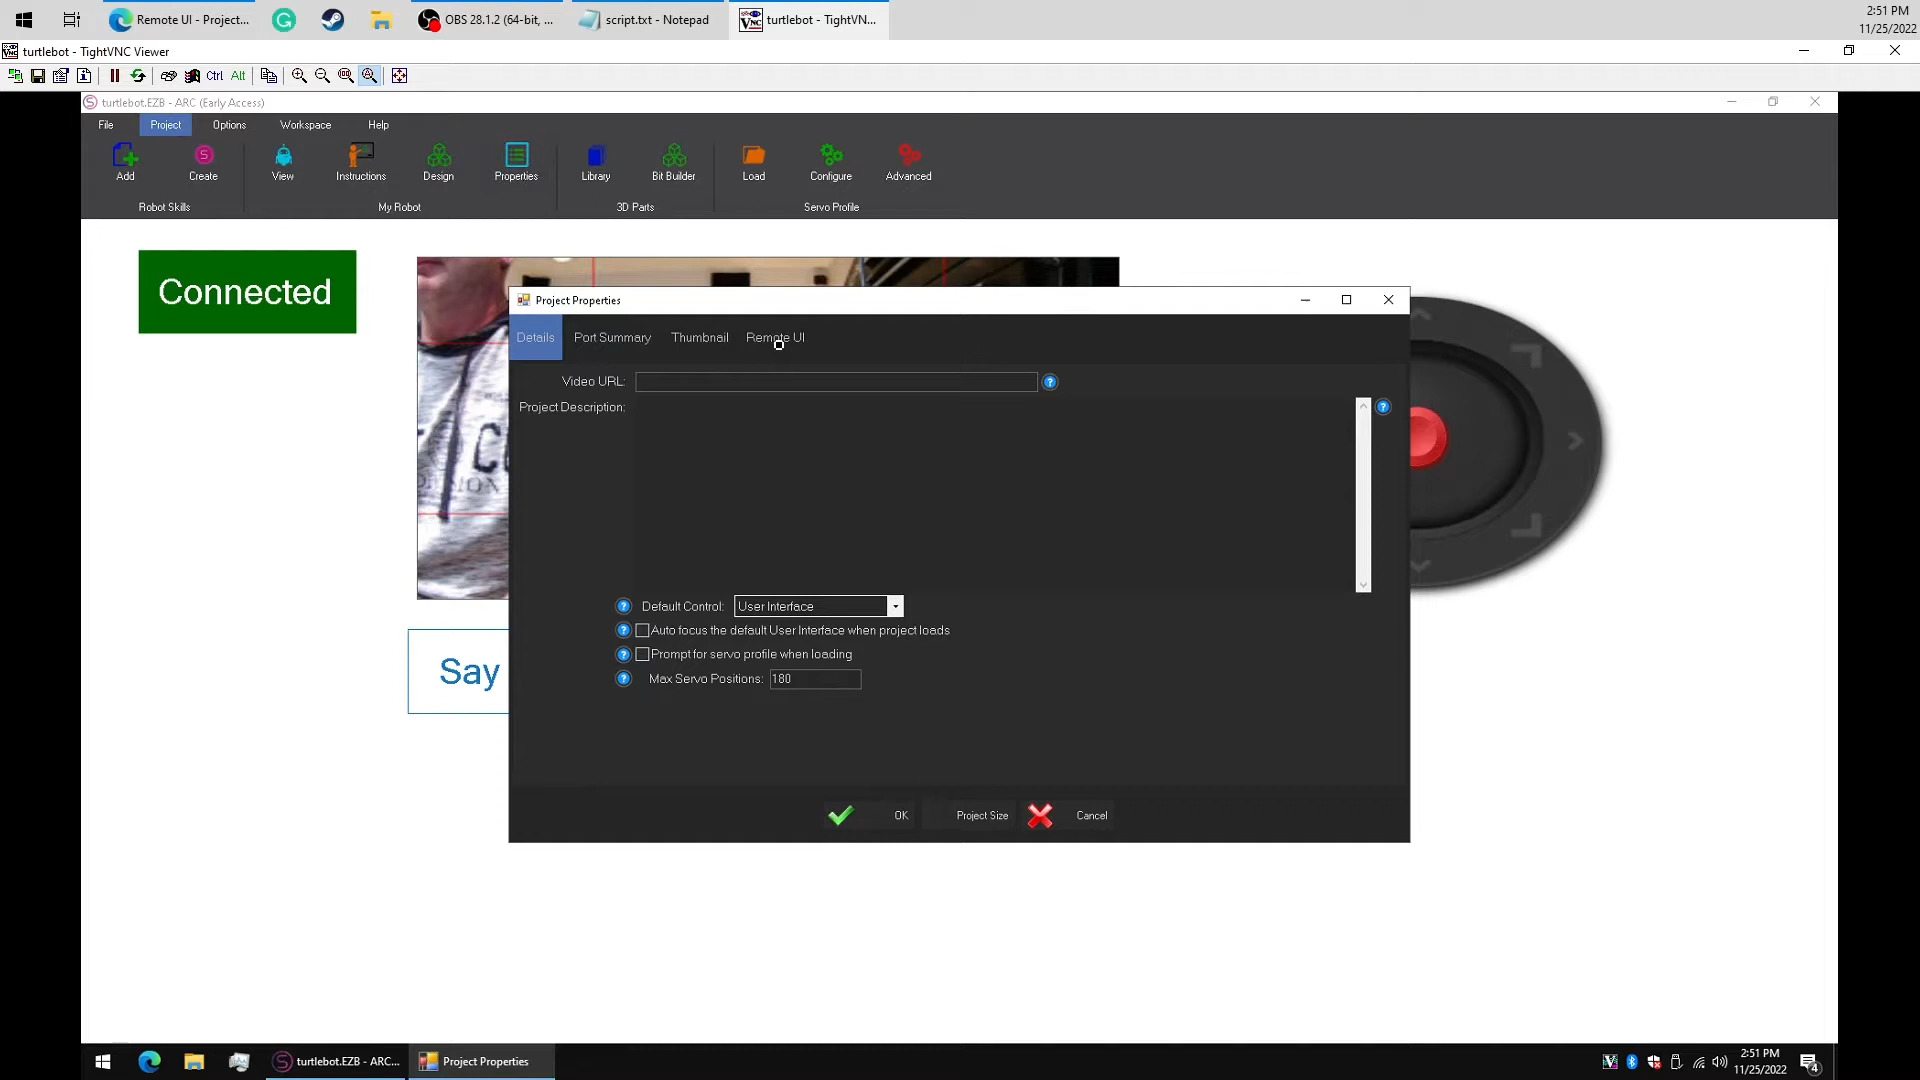 Remote UI - Project...
OBS 28.1.2 (64-bit, ...
script.txt - Notepad
turtlebot - TightVN...
2:51 PM
11/25/2022
turtlebot - TightVNC Viewer
Ctrl Alt
turtlebot.EZB - ARC (Early Access)
File Project Options Workspace Help
Add Create View Instructions Design Properties Library Bit Builder Load Configure Advanced
Robot Skills My Robot 3D Parts Servo Profile
Connected
Project Properties
Details Port Summary Thumbnail Remote UI
Video URL:
Project Description:
Default Control: User Interface
Auto focus the default User Interface when project loads
Prompt for servo profile when loading
Max Servo Positions: 180
Say
OK Project Size Cancel
turtlebot.EZB - ARC...
Project Properties
2:51 PM
11/25/2022
4